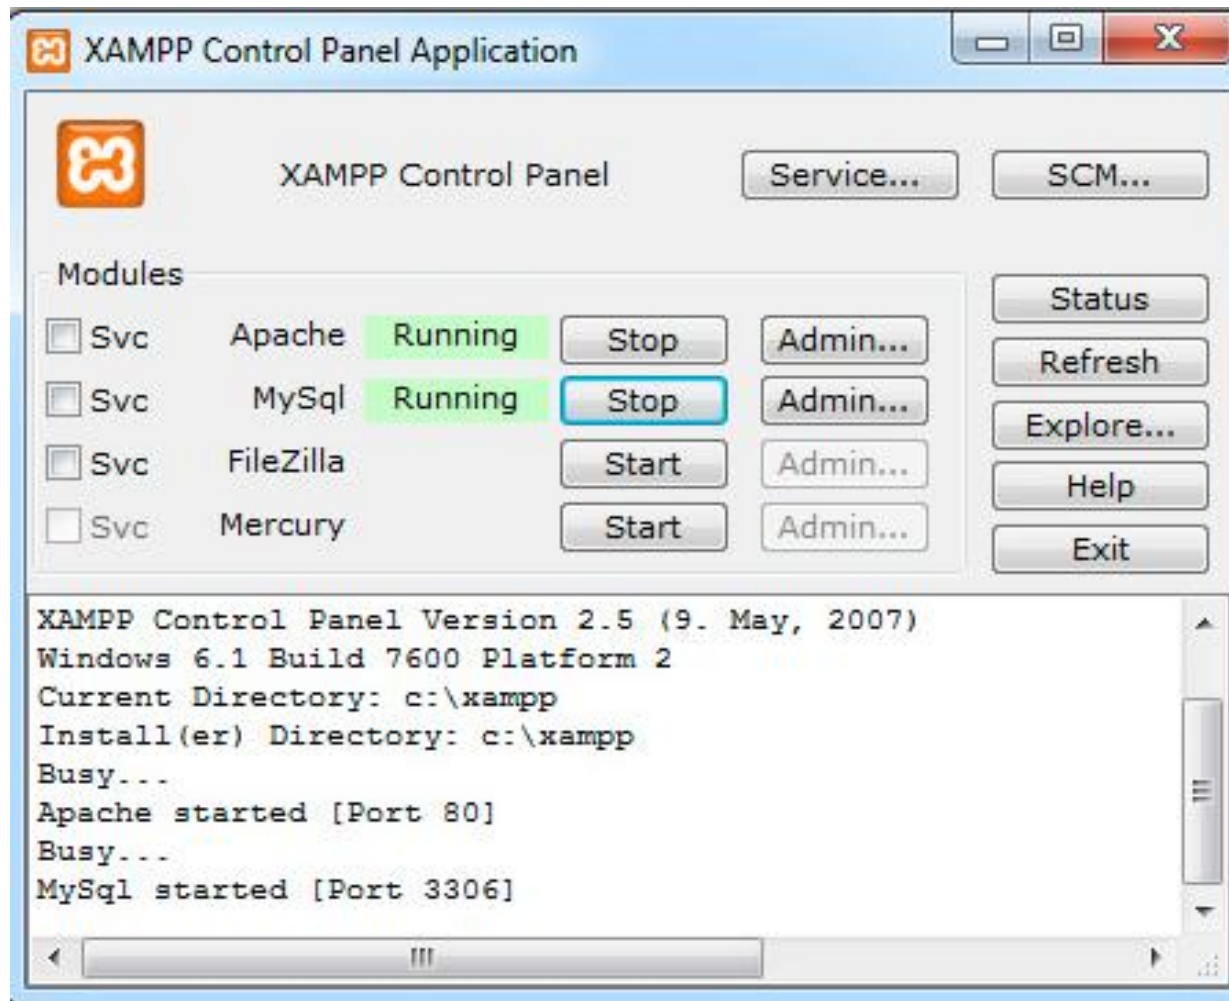 XAMPP Control Panel Application
XAMPP Control Panel Service... SCM...
Modules
Status
Svc Apache Running Stop Admin...
Refresh
Svc MySql Running Stop Admin...
Explore...
Svc FileZilla Start Admin...
Help
Svc Mercury Start Admin...
Exit
XAMPP Control Panel Version 2.5 (9. May, 2007)
Windows 6.1 Build 7600 Platform 2
Current Directory: c:\xampp
Install(er) Directory: c:\xampp
Busy...
Apache started [Port 80]
Busy...
MySql started [Port 3306]